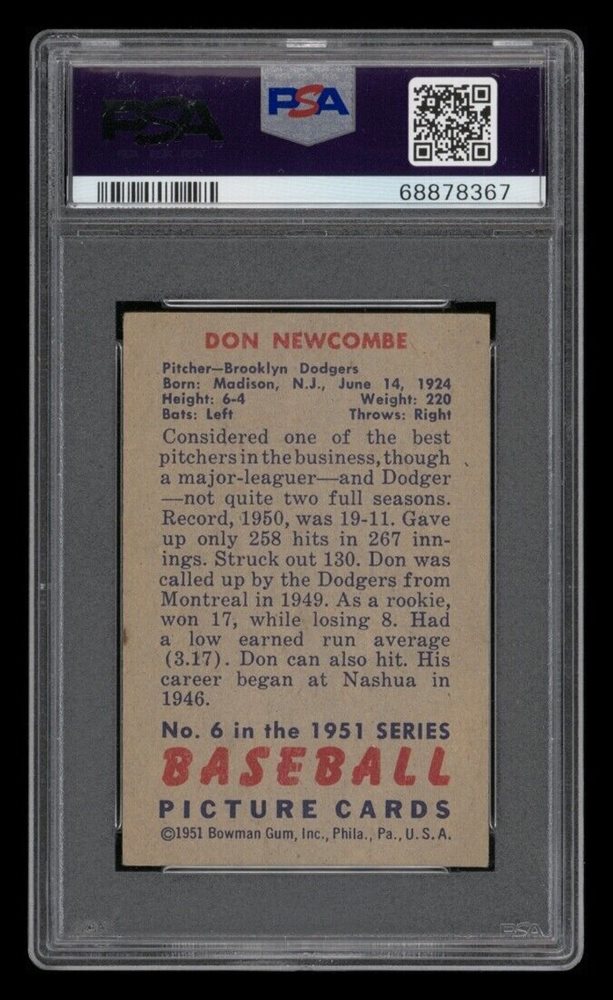 PSA PSA
68878367
DON NEWCOMBE
Pitcher—Brooklyn Dodgers
Born: Madison, N.J., June 14, 1924
Height: 6-4 Weight: 220
Bats: Left Throws: Right
Considered one of the best
pitchers in the business, though
a major-leaguer—and Dodger
—not quite two full seasons.
Record, 1950, was 19-11. Gave
up only 258 hits in 267 inn-
ings. Struck out 130. Don was
called up by the Dodgers from
Montreal in 1949. As a rookie,
won 17, while losing 8. Had
a low earned run average
(3.17). Don can also hit. His
career began at Nashua in
1946.
No. 6 in the 1951 SERIES
BASEBALL
PICTURE CARDS
©1951 Bowman Gum, Inc., Phila., Pa., U.S.A.
PSA